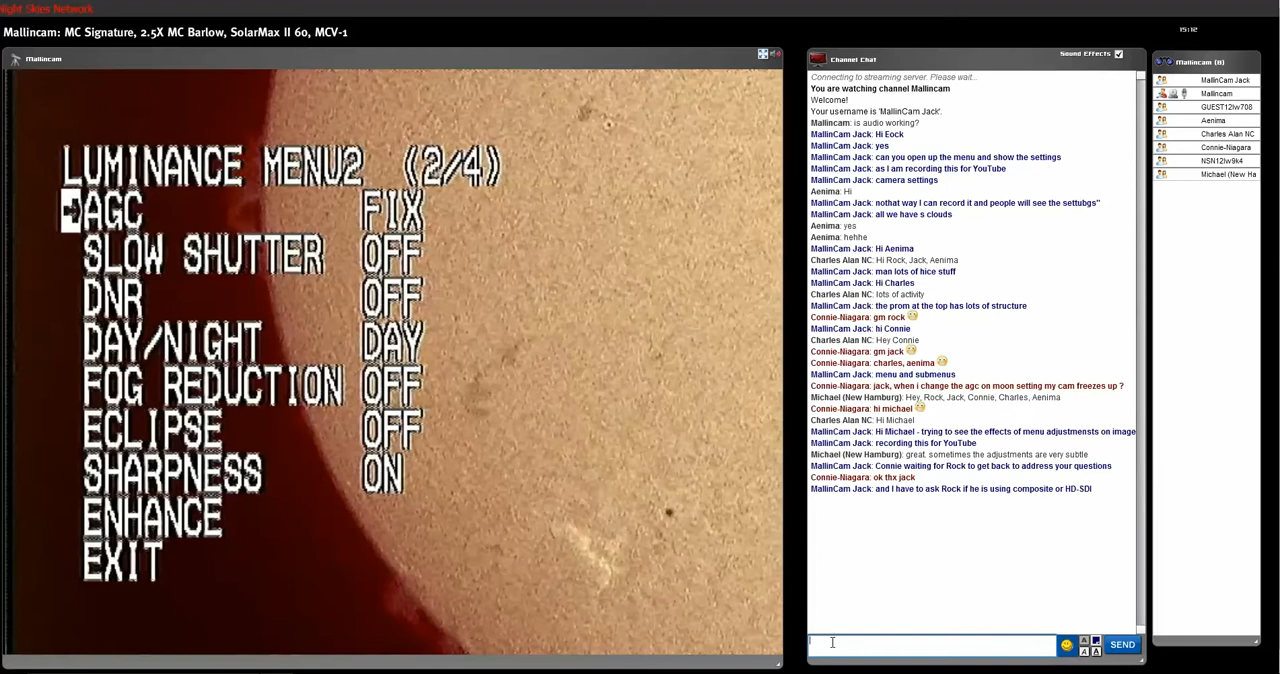 Night Skies Network
Mallincam: MC Signature, 2.5X MC Barlow, SolarMax II 60, MCV-1
15:12
Mallincam
LUMINANCE MENU2 (2/4)
AGC FIX
SLOW SHUTTER OFF
DNR OFF
DAY/NIGHT DAY
FOG REDUCTION OFF
ECLIPSE OFF
SHARPNESS ON
ENHANCE
EXIT
Channel Chat
Sound Effects
Connecting to streaming server. Please wait...
You are watching channel Mallincam
Welcome!
Your username is 'MallinCam Jack'.
Mallincam: is audio working?
MallinCam Jack: Hi Eock
MallinCam Jack: yes
MallinCam Jack: can you open up the menu and show the settings
MallinCam Jack: as I am recording this for YouTube
MallinCam Jack: camera settings
Aenima: Hi
MallinCam Jack: nothat way I can record it and people will see the settubgs"
MallinCam Jack: all we have s clouds
Aenima: yes
Aenima: hehhe
MallinCam Jack: Hi Aenima
Charles Alan NC: Hi Rock, Jack, Aenima
MallinCam Jack: man lots of hice stuff
MallinCam Jack: Hi Charles
Charles Alan NC: lots of activity
MallinCam Jack: the prom at the top has lots of structure
Connie-Niagara: gm rock
MallinCam Jack: hi Connie
Charles Alan NC: Hey Connie
Connie-Niagara: gm jack
Connie-Niagara: charles, aenima
MallinCam Jack: menu and submenus
Connie-Niagara: jack, when i change the agc on moon setting my cam freezes up ?
Michael (New Hamburg): Hey, Rock, Jack, Connie, Charles, Aenima
Connie-Niagara: hi michael
Charles Alan NC: Hi Michael
MallinCam Jack: Hi Michael - trying to see the effects of menu adjustmensts on image
MallinCam Jack: recording this for YouTube
Michael (New Hamburg): great. sometimes the adjustments are very subtle
MallinCam Jack: Connie waiting for Rock to get back to address your questions
Connie-Niagara: ok thx jack
MallinCam Jack: and I have to ask Rock if he is using composite or HD-SDI
A
A A
SEND
Mallincam (8)
MallinCam Jack
Mallincam
GUEST12lw708
Aenima
Charles Alan NC
Connie-Niagara
NSN12lw9k4
Michael (New Ha